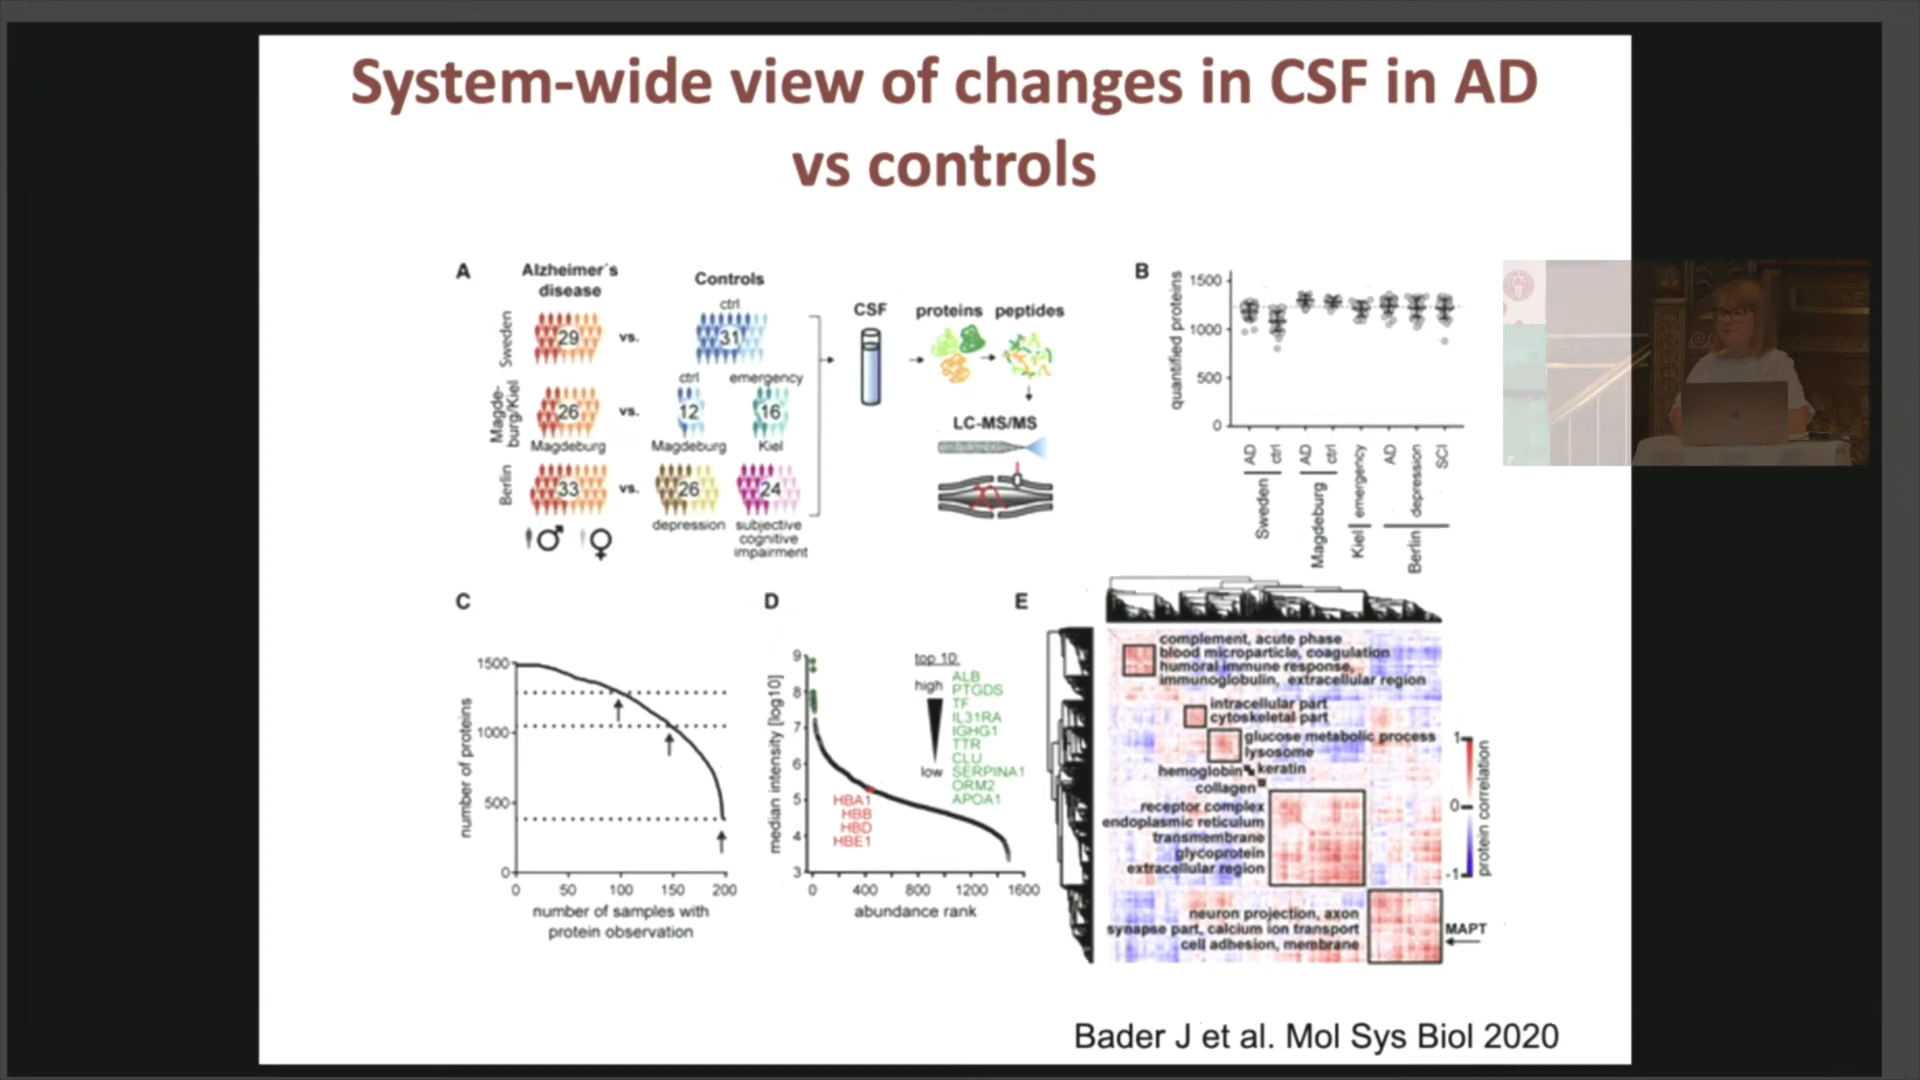 System-wide view of changes in CSF in AD
vs controls
A
Alzheimer´s
disease
Controls
Sweden
29
vs.
ctrl
31
Magde-
burg/Kiel
26
Magdeburg
vs.
ctrl
12
Magdeburg
emergency
16
Kiel
Berlin
33
vs.
26
depression
24
subjective
cognitive
impairment
CSF
proteins
peptides
LC-MS/MS
B
quantified proteins
1500
1000
500
0
AD
ctrl
AD
ctrl
emergency
AD
depression
SCI
Sweden
Magdeburg
Kiel
Berlin
C
number of proteins
1500
1000
500
0
0 50 100 150 200
number of samples with
protein observation
D
median intensity [log10]
9
8
7
6
5
4
3
0 400 800 1200 1600
abundance rank
HBA1
HBB
HBD
HBE1
top 10:
high
low
ALB
PTGDS
TF
IL31RA
IGHG1
TTR
CLU
SERPINA1
ORM2
APOA1
E
complement, acute phase
blood microparticle, coagulation
humoral immune response,
immunoglobulin, extracellular region
intracellular part
cytoskeletal part
glucose metabolic process
lysosome
hemoglobin
keratin
collagen
receptor complex
endoplasmic reticulum
transmembrane
glycoprotein
extracellular region
neuron projection, axon
synapse part, calcium ion transport
cell adhesion, membrane
MAPT
1
0
-1
protein correlation
Bader J et al. Mol Sys Biol 2020